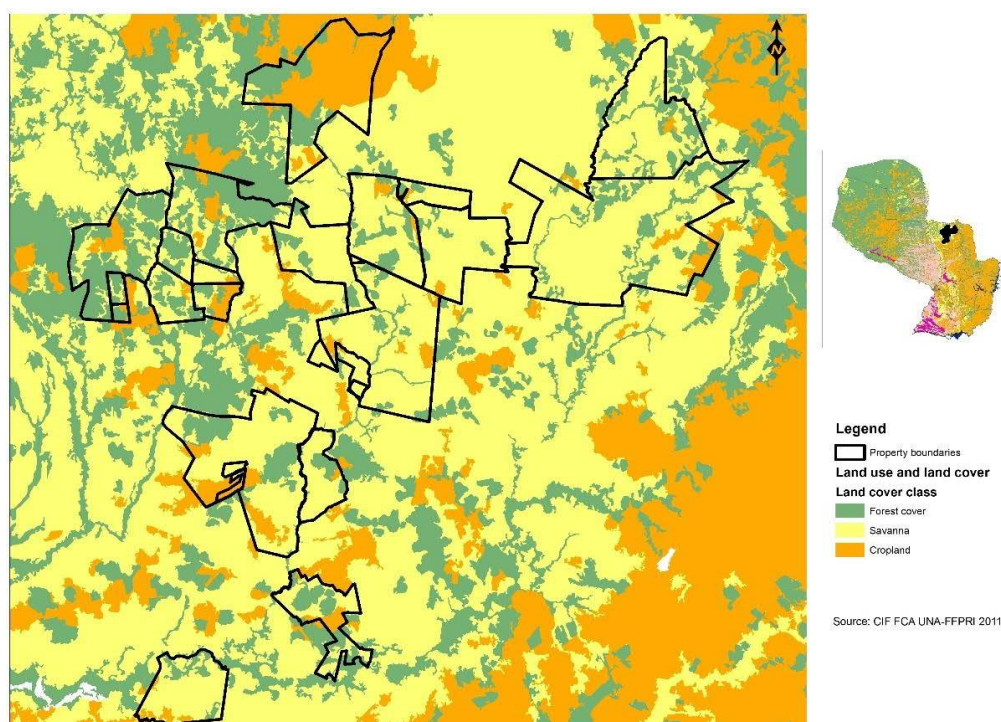 N
Legend
Property boundaries
Land use and land cover
Land cover class
Forest cover
Savanna
Cropland
Source: CIF FCA UNA-FFPRI 2011